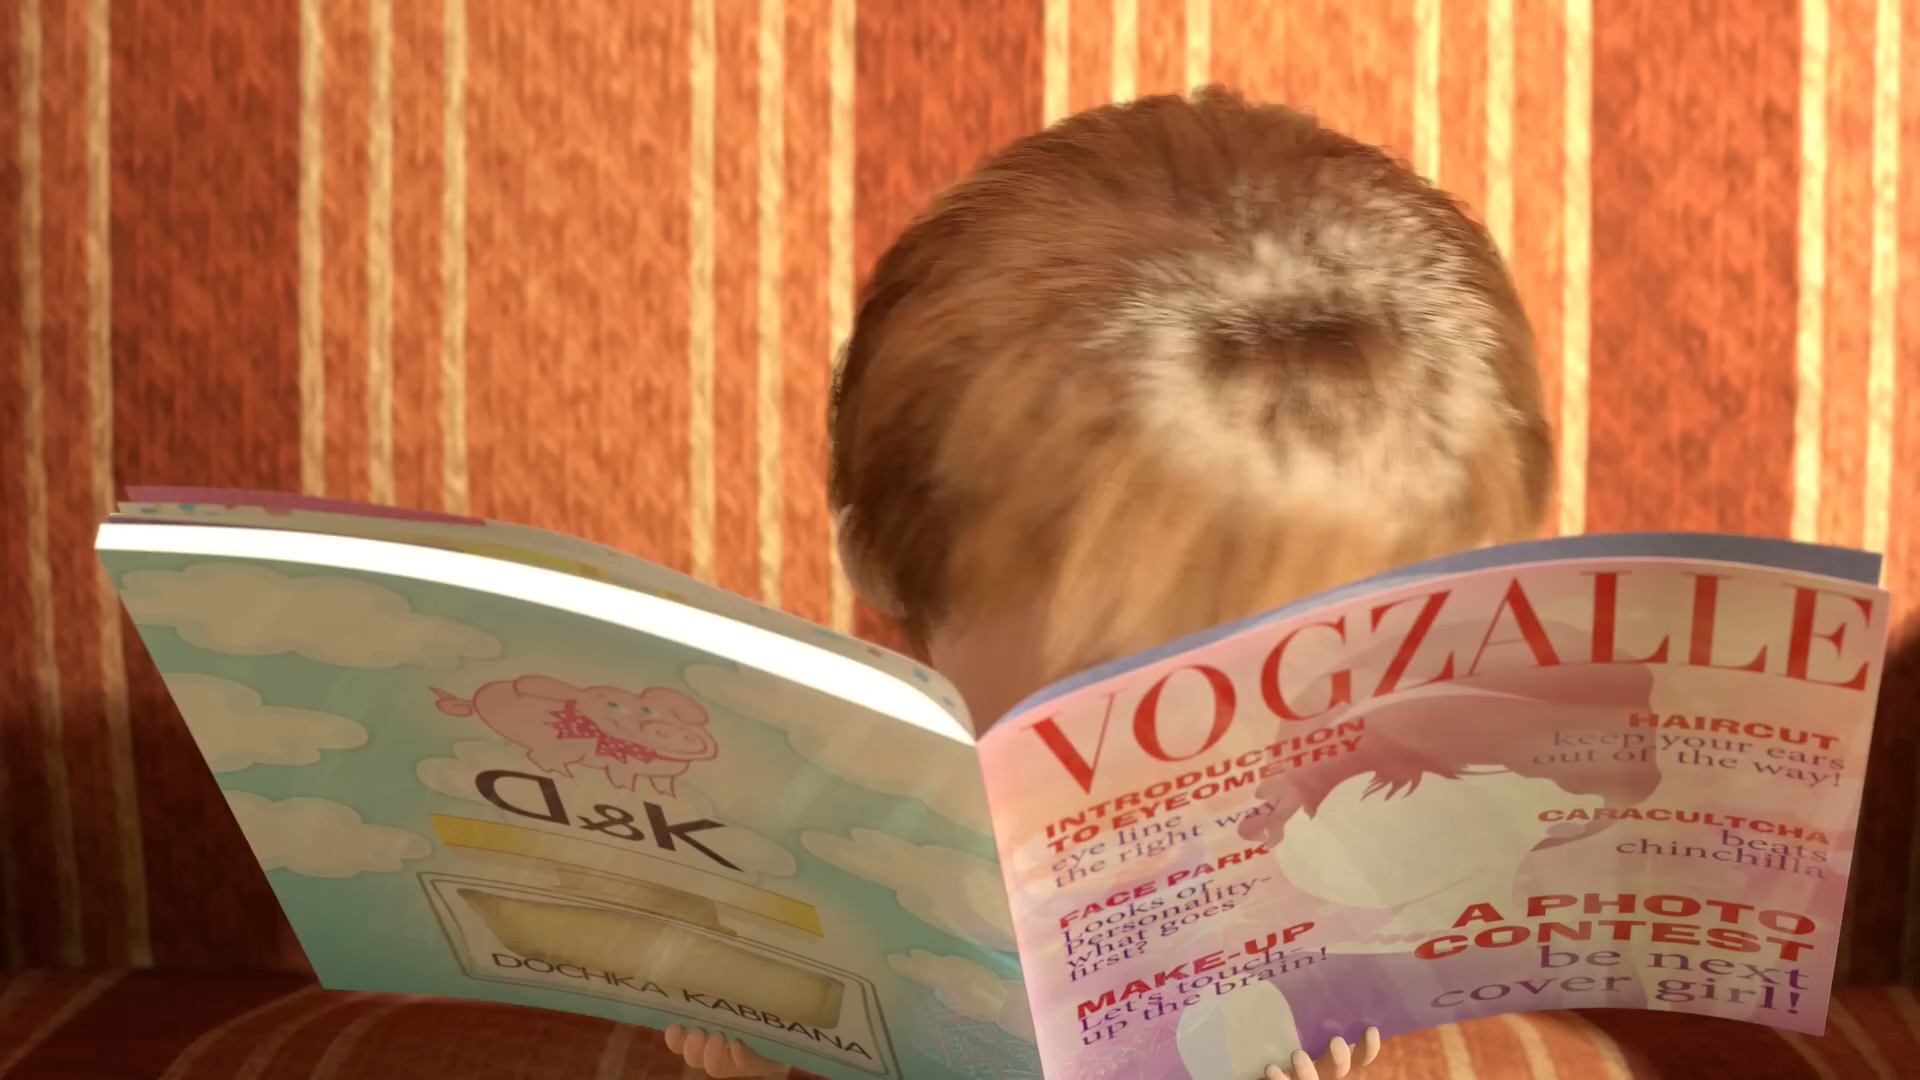 D&K
DOCHKA KABBANA
VOGZALLE
INTRODUCTION
TO EYEOMETRY
eye line
the right way
FACE PARK
Looks or
personality-
what goes
first?
MAKE-UP
Let's touch-
up the brain!
HAIRCUT
keep your ears
out of the way!
CARACULTCHA
beats
chinchilla
A PHOTO
CONTEST
be next
cover girl!